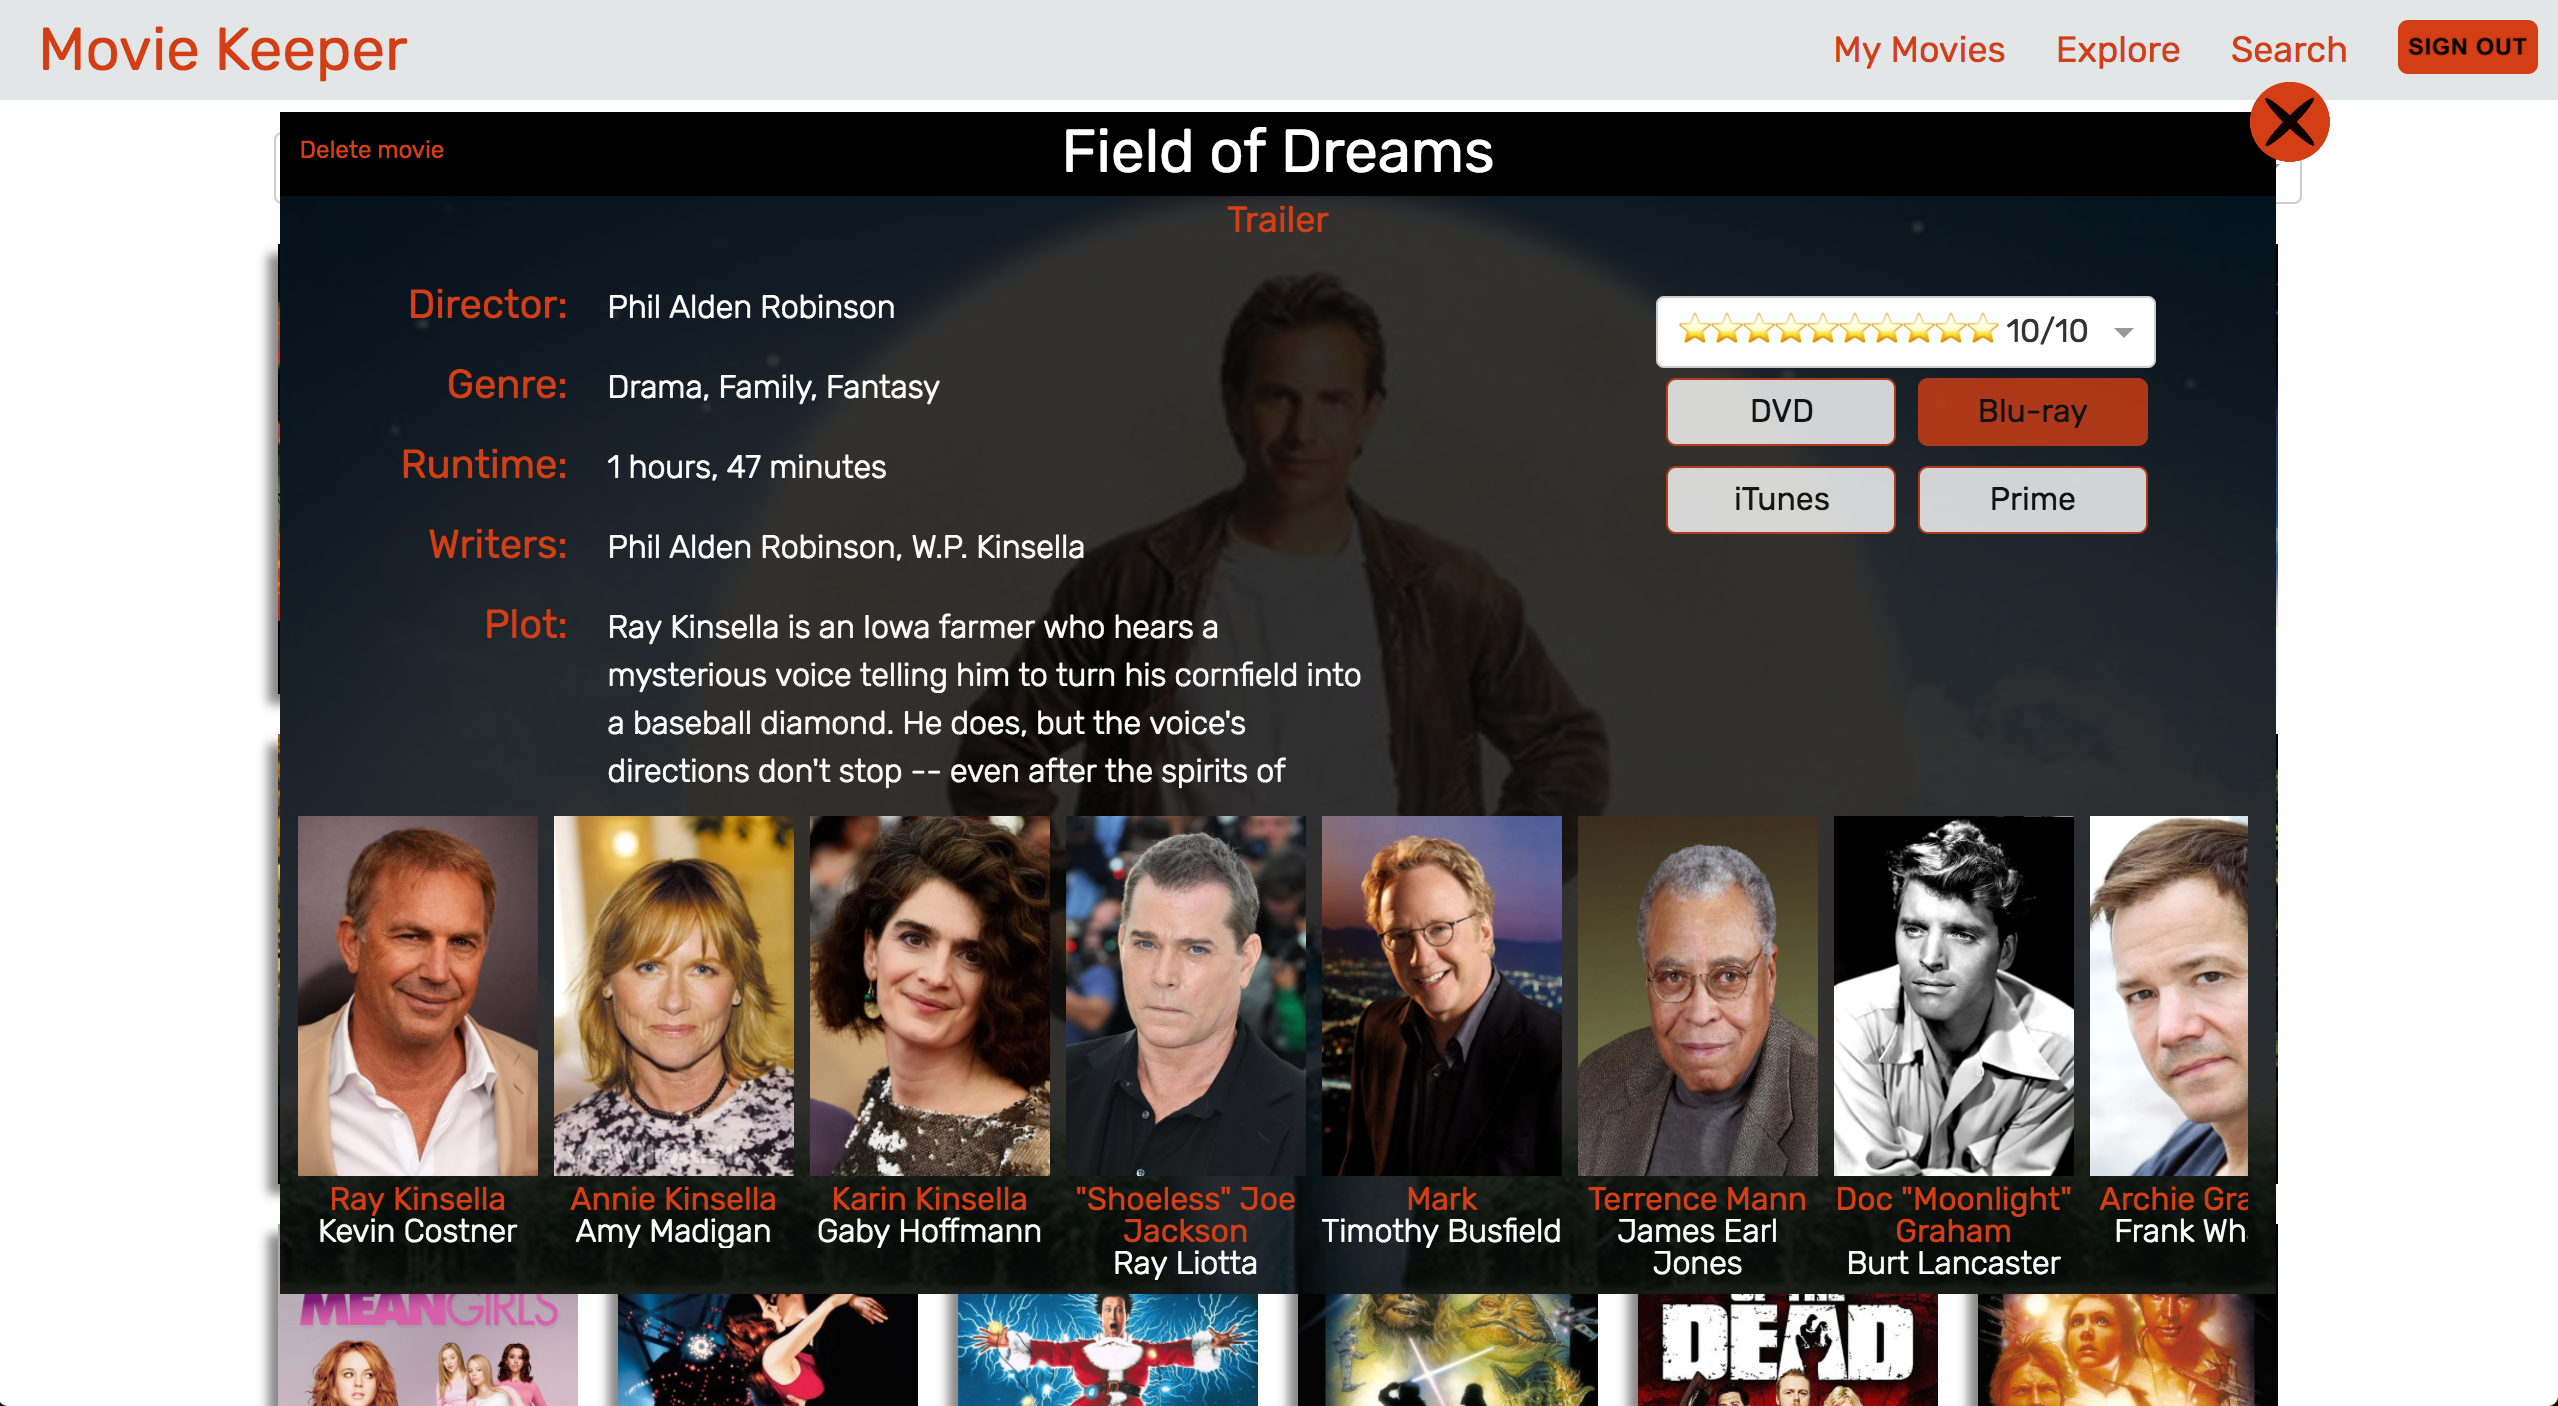 Movie Keeper
My Movies
Explore
Search
SIGN OUT
Delete movie
Field of Dreams
Trailer
Director: Phil Alden Robinson
Genre: Drama, Family, Fantasy
Runtime: 1 hours, 47 minutes
Writers: Phil Alden Robinson, W.P. Kinsella
Plot: Ray Kinsella is an Iowa farmer who hears a
mysterious voice telling him to turn his cornfield into
a baseball diamond. He does, but the voice's
directions don't stop -- even after the spirits of
10/10
DVD
Blu-ray
iTunes
Prime
Ray Kinsella
Kevin Costner
Annie Kinsella
Amy Madigan
Karin Kinsella
Gaby Hoffmann
"Shoeless" Joe
Jackson
Ray Liotta
Mark
Timothy Busfield
Terrence Mann
James Earl
Jones
Doc "Moonlight"
Graham
Burt Lancaster
Archie Gra
Frank Wh
MEAN GIRLS
OF THE
DEAD